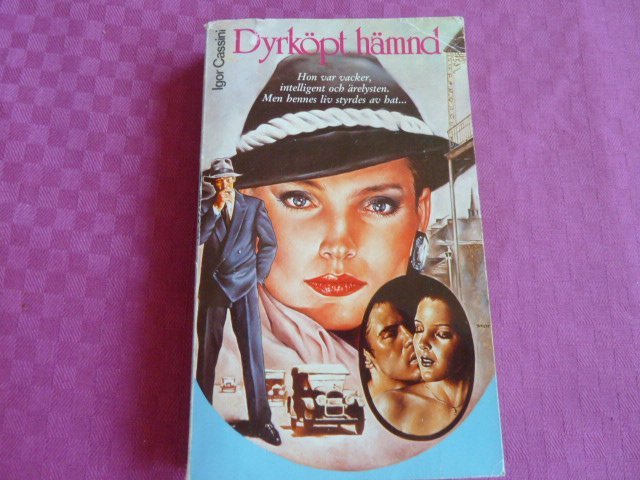 Igor Cassini
Dyrköpt hämnd
Hon var vacker,
intelligent och ärelysten.
Men hennes liv styrdes av hat...